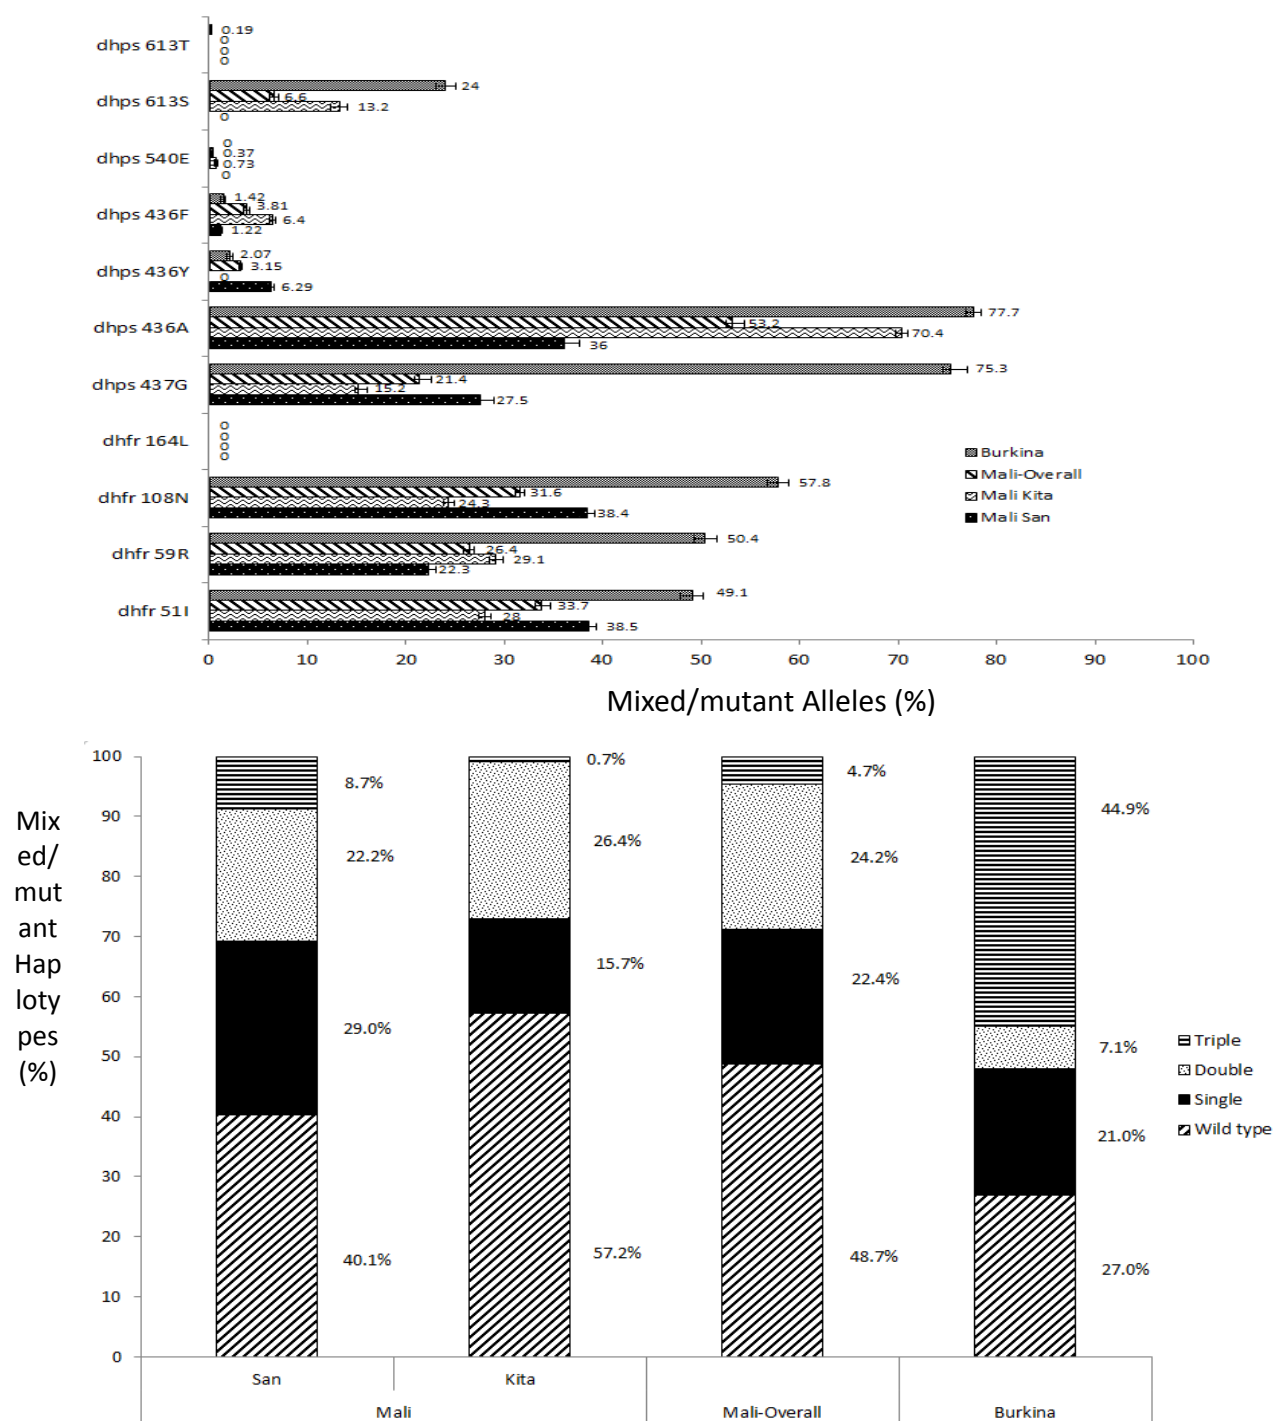 dhps 613T
0.19
0
0
0
dhps 613S
24
6.6
13.2
0
dhps 540E
0
0.37
0.73
0
dhps 436F
1.42
3.81
6.4
1.22
dhps 436Y
2.07
3.15
0
6.29
dhps 436A
77.7
53.2
70.4
36
dhps 437G
75.3
21.4
15.2
27.5
dhfr 164L
0
0
0
0
dhfr 108N
57.8
31.6
24.3
38.4
dhfr 59R
50.4
26.4
29.1
22.3
dhfr 51I
49.1
33.7
28
38.5
Burkina
Mali-Overall
Mali Kita
Mali San
0 10 20 30 40 50 60 70 80 90 100
Mixed/mutant Alleles (%)
Mix
ed/
mut
ant
Hap
loty
pes
(%)
100
90
80
70
60
50
40
30
20
10
0
8.7%
22.2%
29.0%
40.1%
0.7%
26.4%
15.7%
57.2%
4.7%
24.2%
22.4%
48.7%
44.9%
7.1%
21.0%
27.0%
Triple
Double
Single
Wild type
San Kita
Mali Mali-Overall Burkina